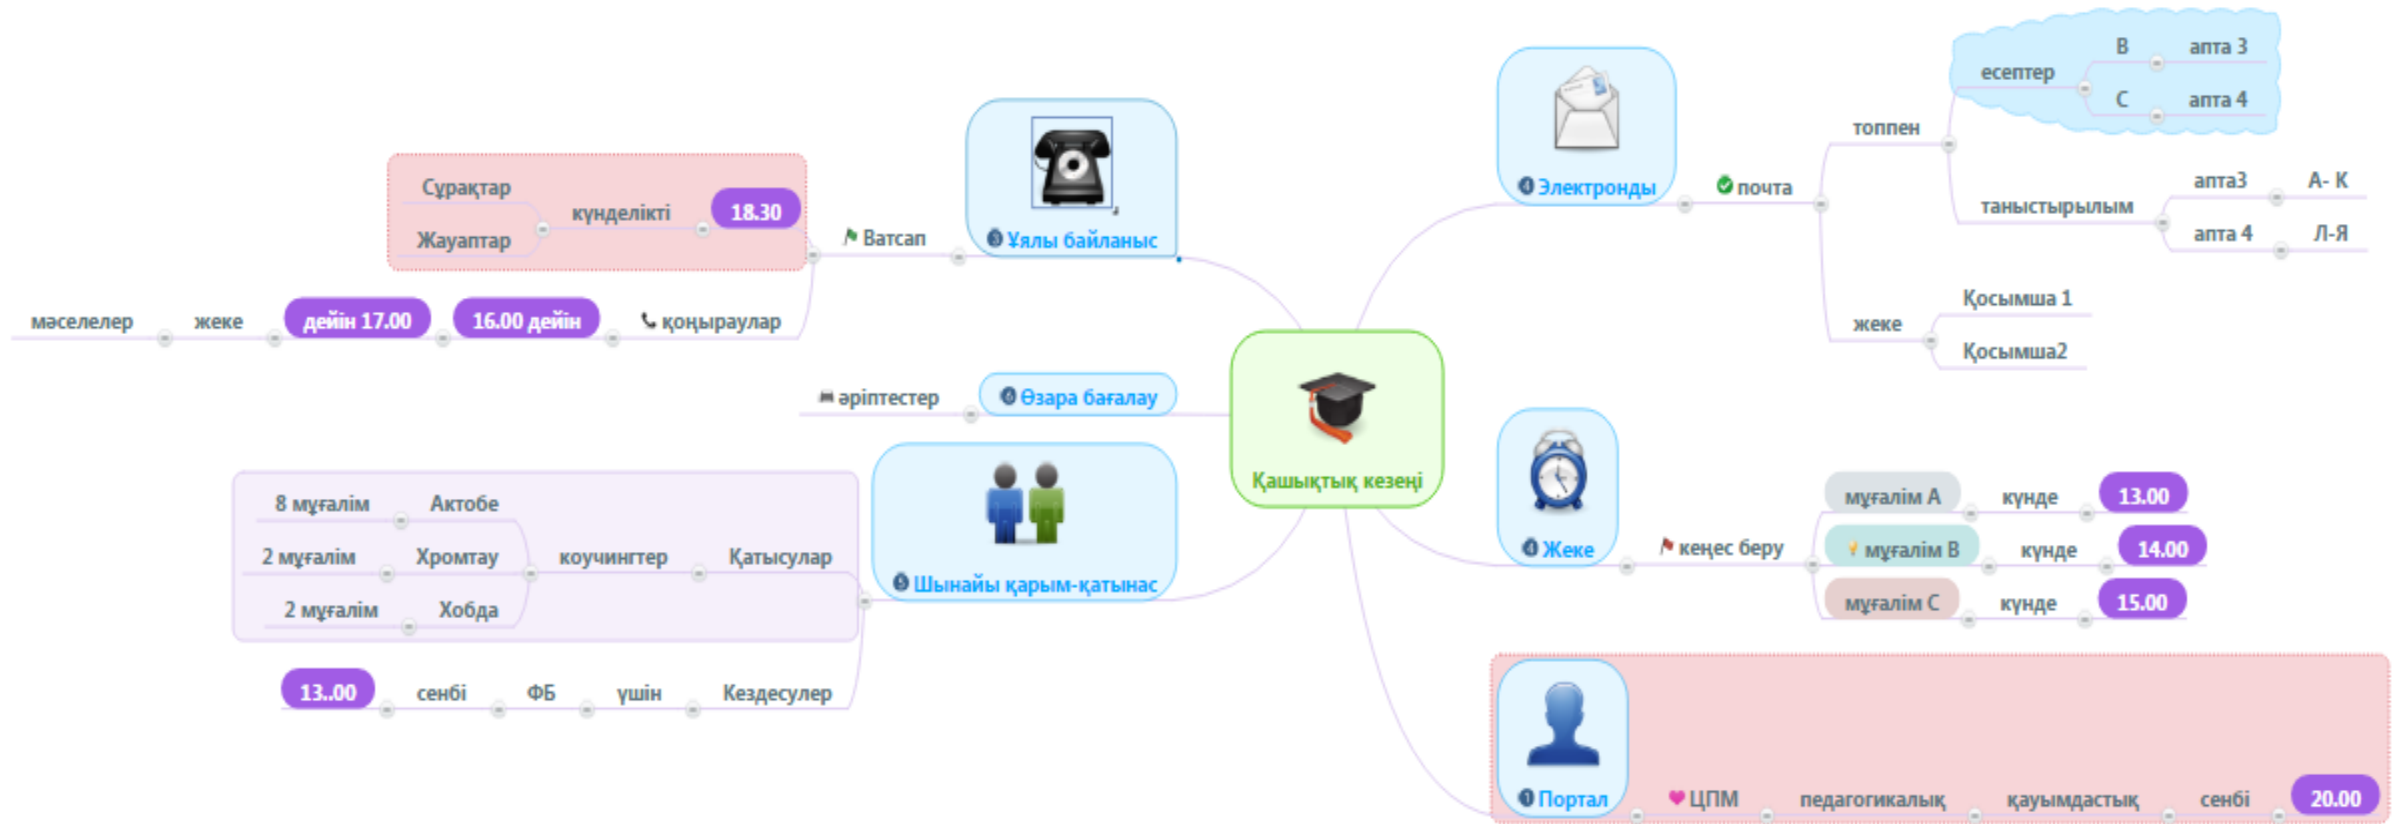 Қашықтық кезеңі
Электронды
почта
топпен
есептер
В
апта 3
С
апта 4
таныстырылым
апта3
А- К
апта 4
Л-Я
жеке
Қосымша 1
Қосымша2
Жеке
кеңес беру
мұғалім А
күнде
13.00
мұғалім В
күнде
14.00
мұғалім С
күнде
15.00
Портал
ЦПМ
педагогикалық
қауымдастық
сенбі
20.00
Ұялы байланыс
Ватсап
18.30
күнделікті
Сұрақтар
Жауаптар
қоңыраулар
16.00 дейін
дейін 17.00
жеке
мәселелер
Өзара бағалау
әріптестер
Шынайы қарым-қатынас
Қатысулар
коучингтер
Актобе
8 мұғалім
Хромтау
2 мұғалім
Хобда
2 мұғалім
Кездесулер
үшін
ФБ
сенбі
13..00